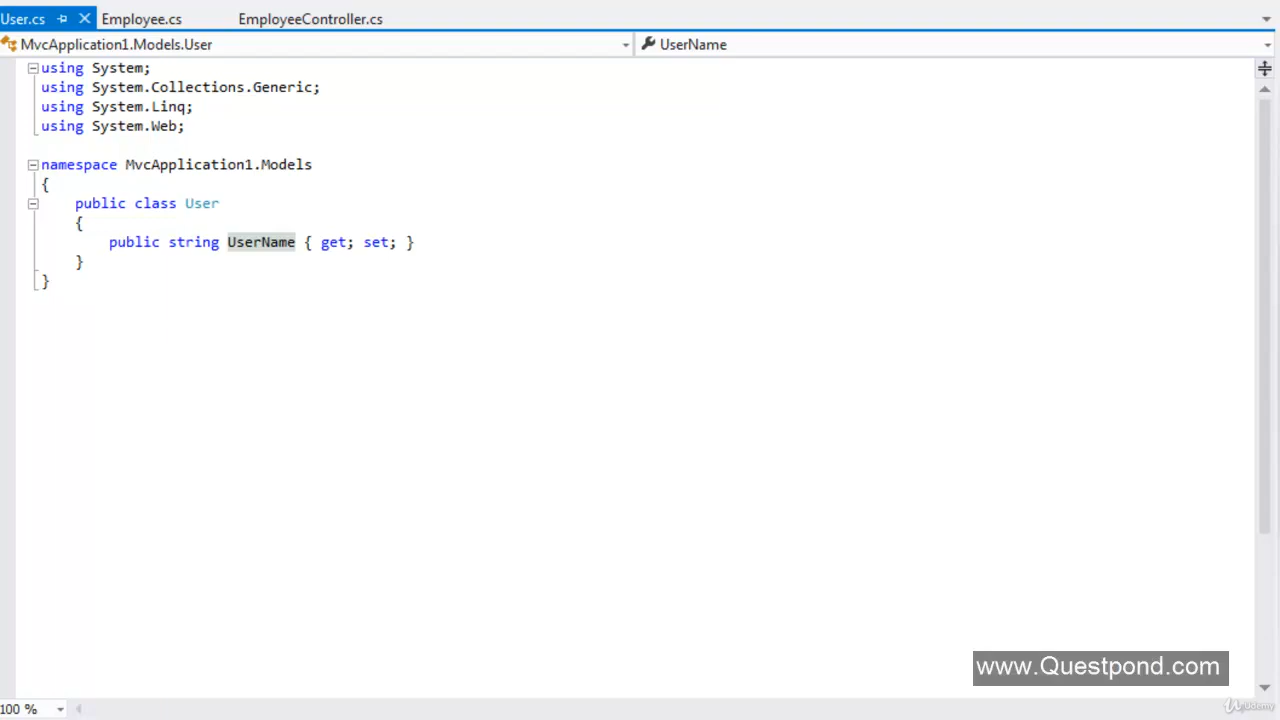 User.cs Employee.cs EmployeeController.cs
MvcApplication1.Models.User UserName
using System;
using System.Collections.Generic;
using System.Linq;
using System.Web;
namespace MvcApplication1.Models
{
public class User
{
public string UserName { get; set; }
}
}
www.Questpond.com
100 %
Udemy